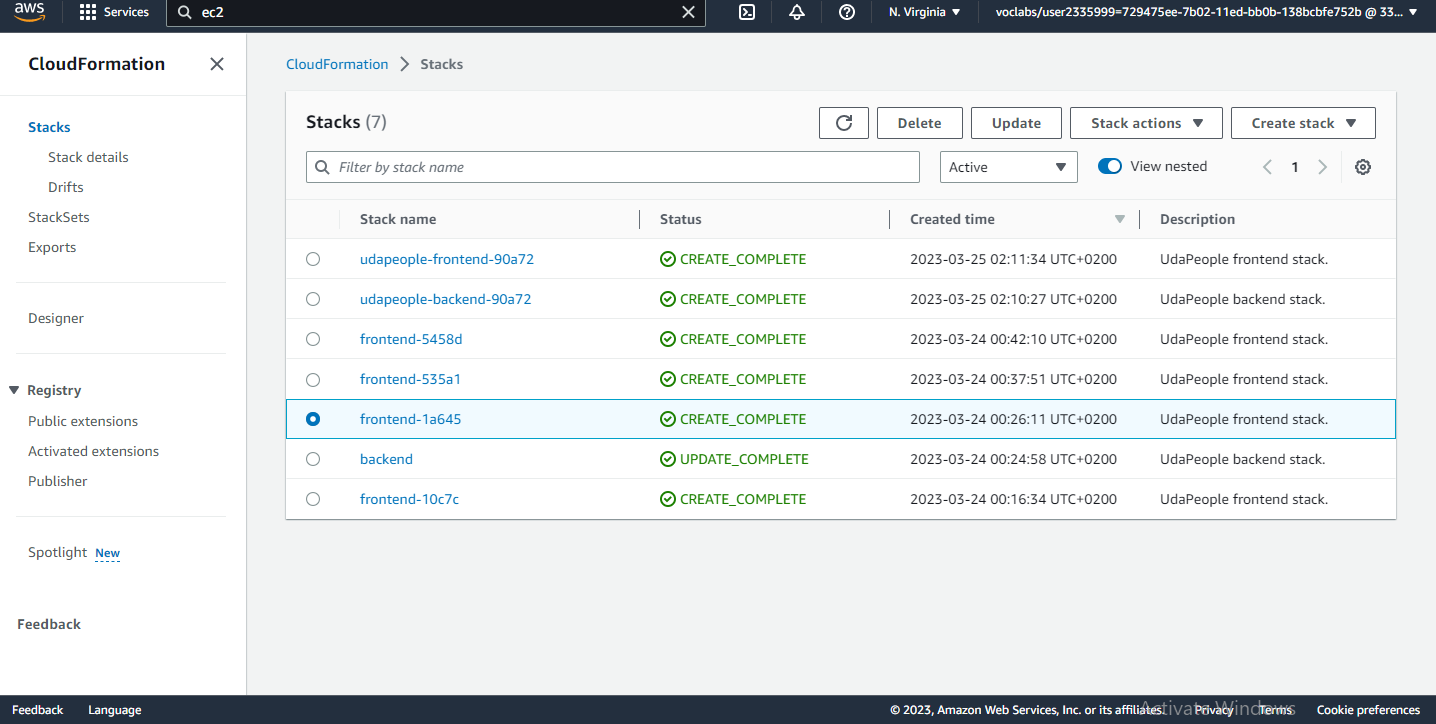 aws Services ec2 N. Virginia voclabs/user2335999=729475ee-7b02-11ed-bb0b-138bcbfe752b @ 33...
CloudFormation
Stacks
Stack details
Drifts
StackSets
Exports
Designer
Registry
Public extensions
Activated extensions
Publisher
Spotlight New
Feedback
CloudFormation Stacks
Stacks (7) Delete Update Stack actions Create stack
Filter by stack name Active View nested 1
Stack name Status Created time Description
udapeople-frontend-90a72 CREATE_COMPLETE 2023-03-25 02:11:34 UTC+0200 UdaPeople frontend stack.
udapeople-backend-90a72 CREATE_COMPLETE 2023-03-25 02:10:27 UTC+0200 UdaPeople backend stack.
frontend-5458d CREATE_COMPLETE 2023-03-24 00:42:10 UTC+0200 UdaPeople frontend stack.
frontend-535a1 CREATE_COMPLETE 2023-03-24 00:37:51 UTC+0200 UdaPeople frontend stack.
frontend-1a645 CREATE_COMPLETE 2023-03-24 00:26:11 UTC+0200 UdaPeople frontend stack.
backend UPDATE_COMPLETE 2023-03-24 00:24:58 UTC+0200 UdaPeople backend stack.
frontend-10c7c CREATE_COMPLETE 2023-03-24 00:16:34 UTC+0200 UdaPeople frontend stack.
Feedback Language © 2023, Amazon Web Services, Inc. or its affiliates. Privacy Terms Cookie preferences
Activate Windows